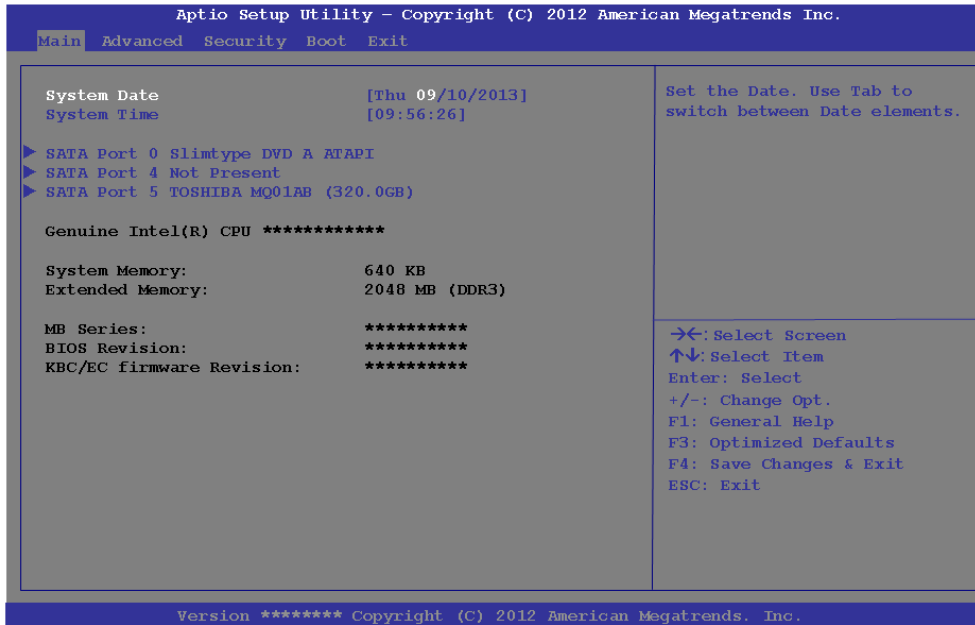 Aptio Setup Utility – Copyright (C) 2012 American Megatrends Inc.
Main Advanced Security Boot Exit
System Date [Thu 09/10/2013]
System Time [09:56:26]
▶ SATA Port 0 Slimtype DVD A ATAPI
▶ SATA Port 4 Not Present
▶ SATA Port 5 TOSHIBA MQ01AB (320.0GB)
Genuine Intel(R) CPU ************
System Memory: 640 KB
Extended Memory: 2048 MB (DDR3)
MB Series: **********
BIOS Revision: **********
KBC/EC firmware Revision: **********
Set the Date. Use Tab to
switch between Date elements.
→←: Select Screen
↑↓: Select Item
Enter: Select
+/-: Change Opt.
F1: General Help
F3: Optimized Defaults
F4: Save Changes & Exit
ESC: Exit
Version ******** Copyright (C) 2012 American Megatrends. Inc.